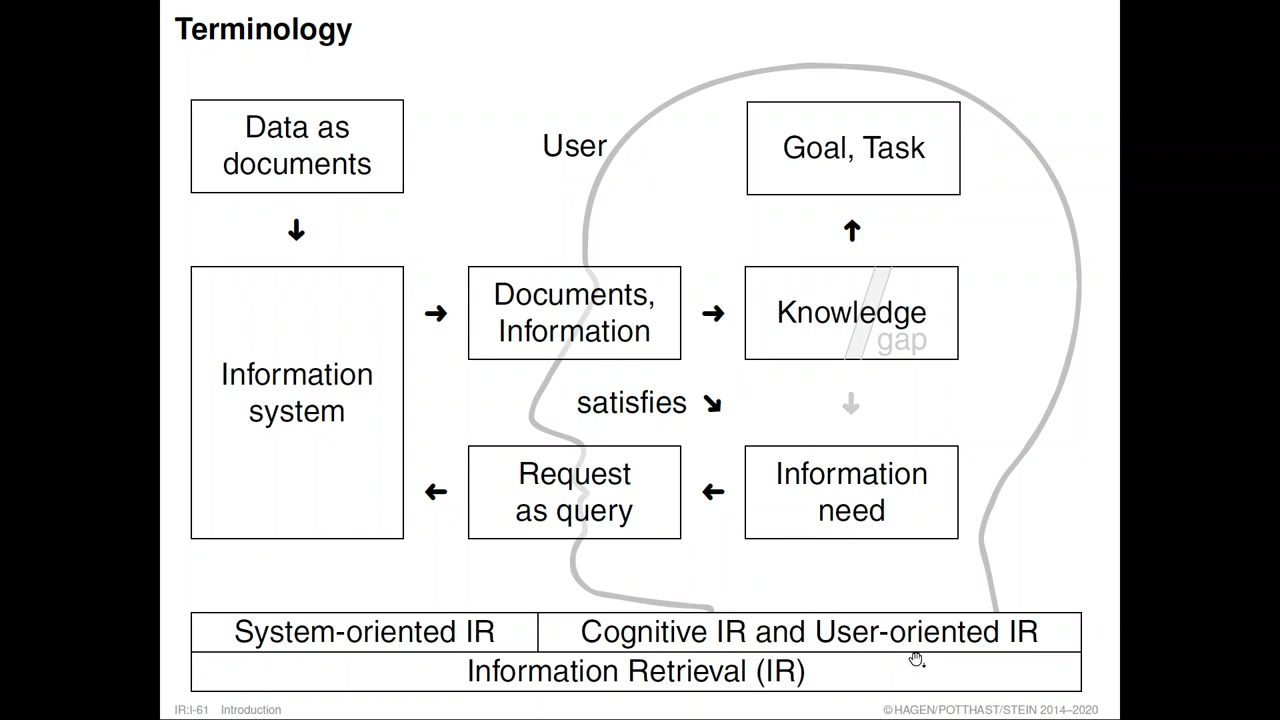 Terminology
Data as
documents
User
Goal, Task
Documents,
Information
Knowledge
gap
Information
system
satisfies
Request
as query
Information
need
System-oriented IR
Cognitive IR and User-oriented IR
Information Retrieval (IR)
IR:I-61 Introduction
©HAGEN/POTTHAST/STEIN 2014–2020